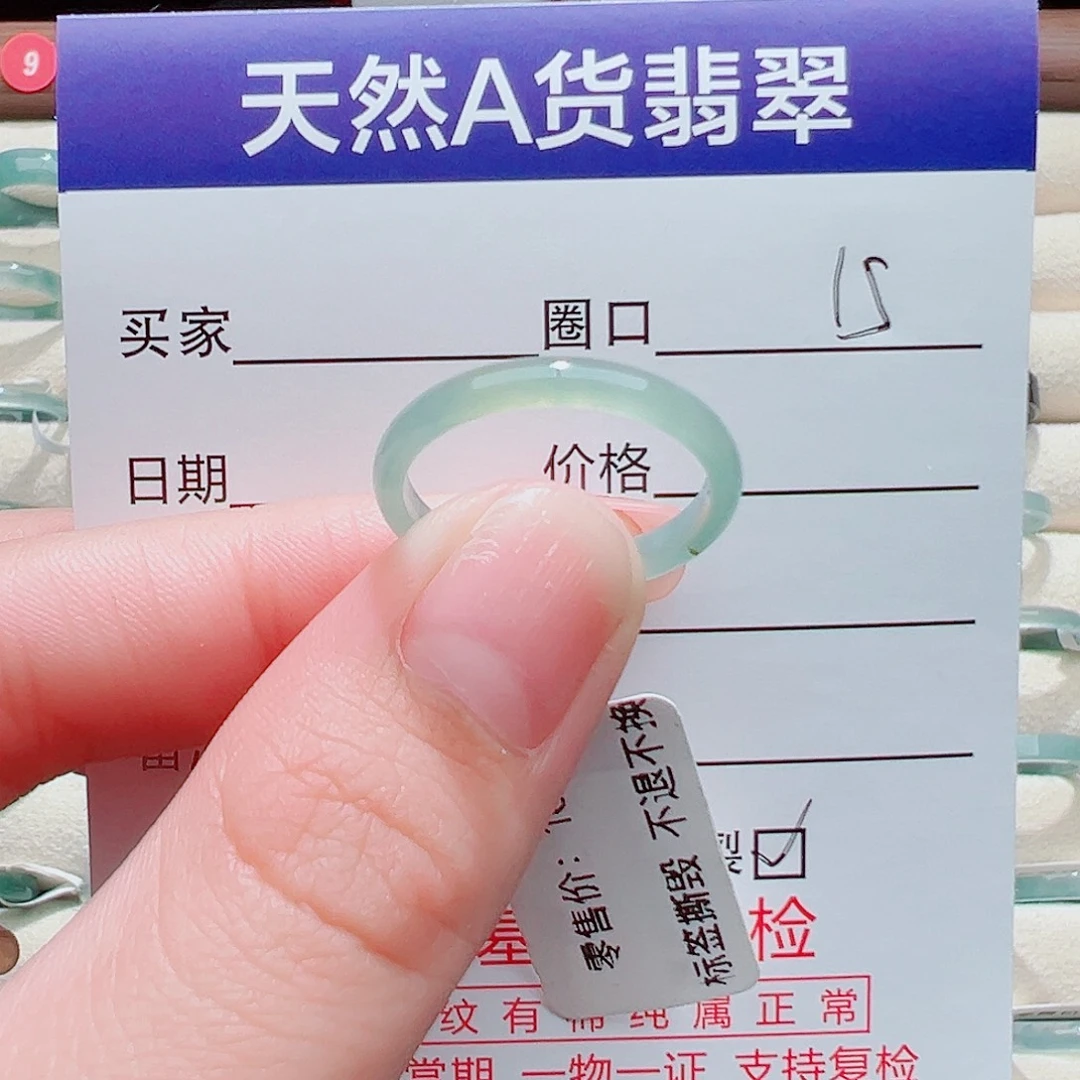 9
天然A货翡翠
买家 圈口 15
日期 价格
不退不换
标签撕毁
零售价:
检
纹有棉纯属正常
一物一证 支持复检